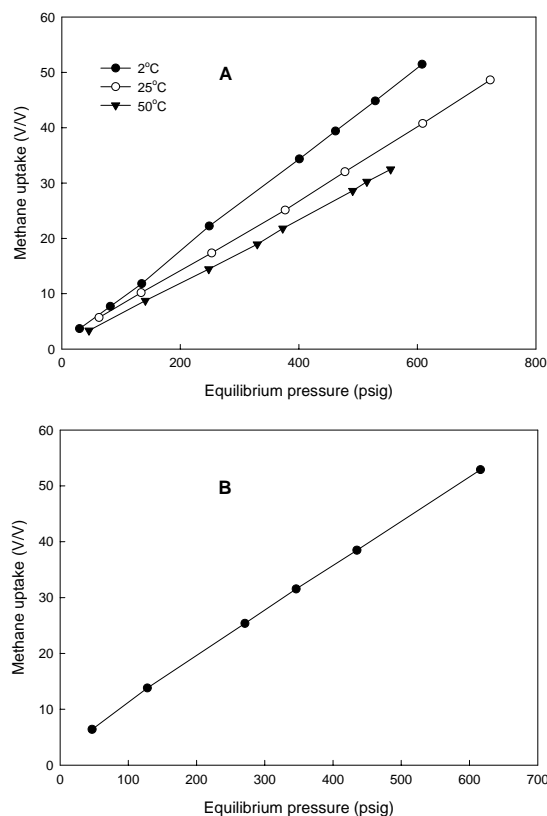 60
50
40
30
20
10
0
Methane uptake (V/V)
A
2°C
25°C
50°C
0 200 400 600 800
Equilibrium pressure (psig)
60
50
40
30
20
10
0
Methane uptake (V/V)
B
0 100 200 300 400 500 600 700
Equilibrium pressure (psig)